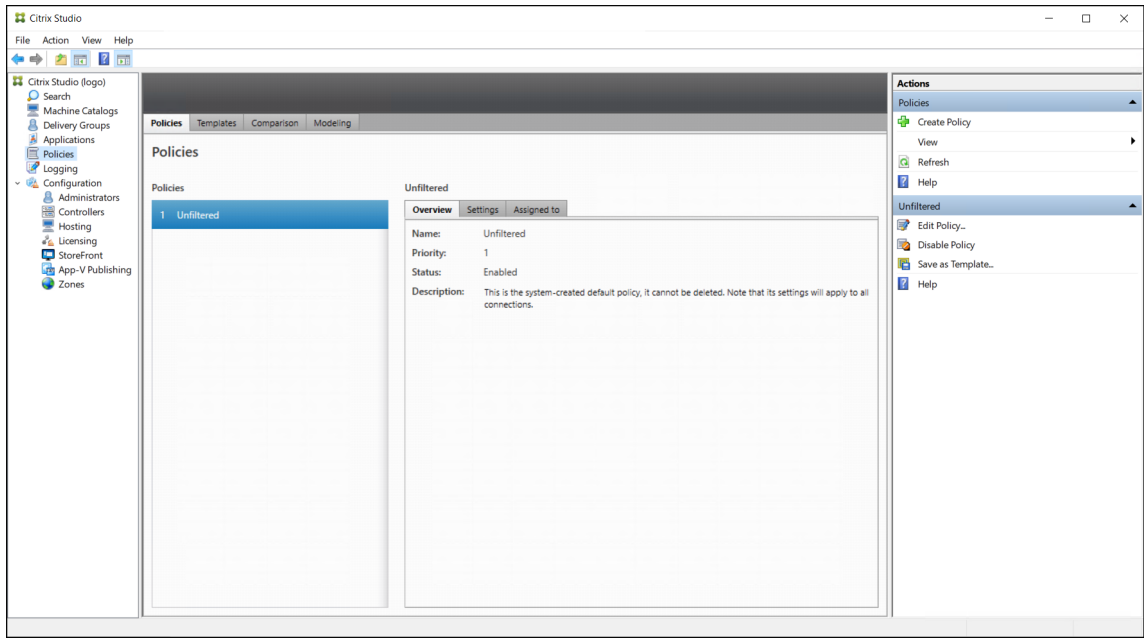 Citrix Studio
File Action View Help
Citrix Studio (logo)
Search
Machine Catalogs
Delivery Groups
Applications
Policies
Logging
Configuration
Administrators
Controllers
Hosting
Licensing
StoreFront
App-V Publishing
Zones
Policies Templates Comparison Modeling
Policies
Policies
1 Unfiltered
Unfiltered
Overview Settings Assigned to
Name: Unfiltered
Priority: 1
Status: Enabled
Description: This is the system-created default policy, it cannot be deleted. Note that its settings will apply to all
connections.
Actions
Policies
Create Policy
View
Refresh
Help
Unfiltered
Edit Policy...
Disable Policy
Save as Template...
Help